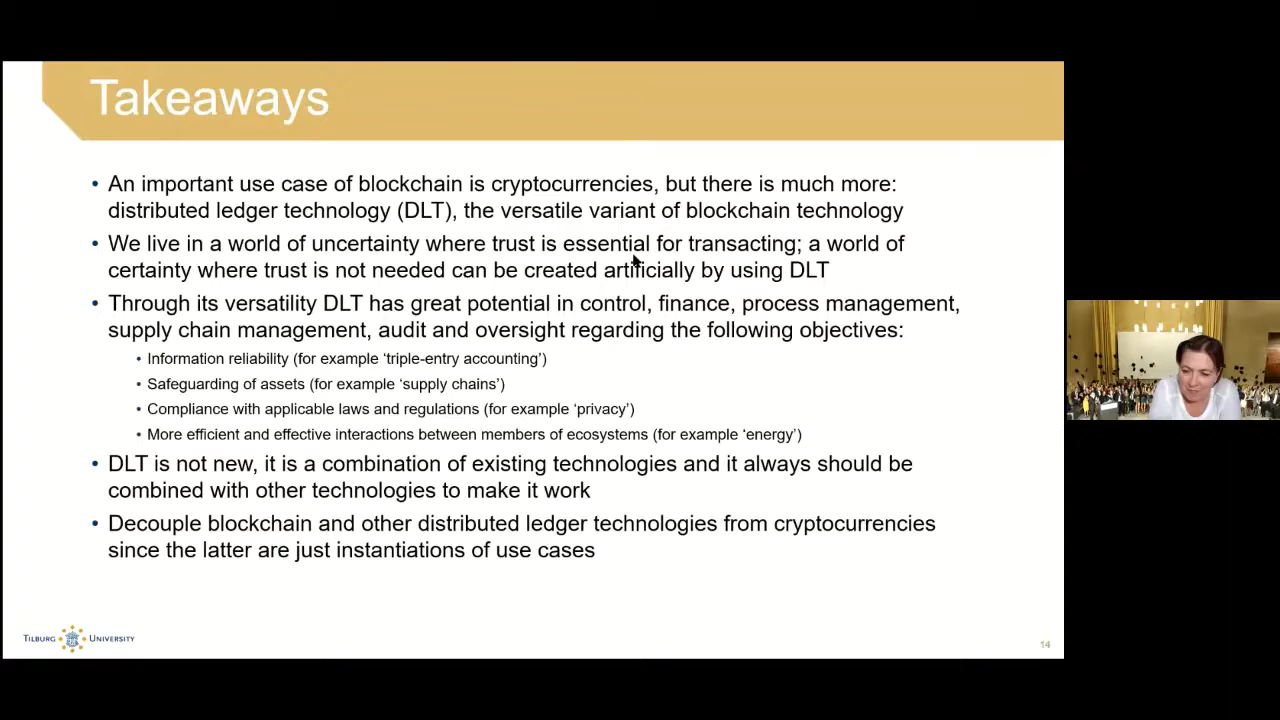 Takeaways
• An important use case of blockchain is cryptocurrencies, but there is much more:
distributed ledger technology (DLT), the versatile variant of blockchain technology
• We live in a world of uncertainty where trust is essential for transacting; a world of
certainty where trust is not needed can be created artificially by using DLT
• Through its versatility DLT has great potential in control, finance, process management,
supply chain management, audit and oversight regarding the following objectives:
• Information reliability (for example ‘triple-entry accounting’)
• Safeguarding of assets (for example ‘supply chains’)
• Compliance with applicable laws and regulations (for example ‘privacy’)
• More efficient and effective interactions between members of ecosystems (for example ‘energy’)
• DLT is not new, it is a combination of existing technologies and it always should be
combined with other technologies to make it work
• Decouple blockchain and other distributed ledger technologies from cryptocurrencies
since the latter are just instantiations of use cases
TILBURG UNIVERSITY
14